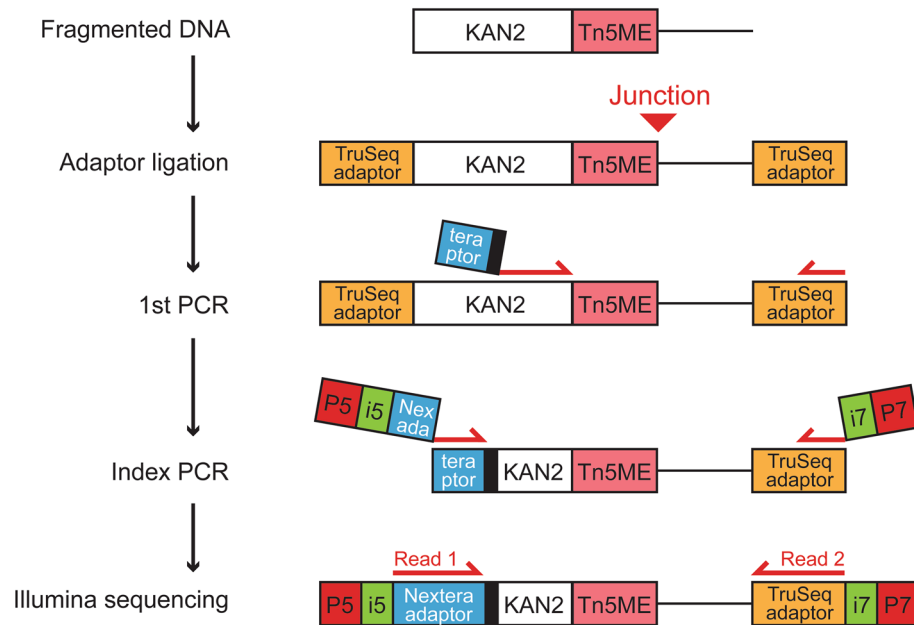 Fragmented DNA
KAN2 Tn5ME
Junction
Adaptor ligation
TruSeq
adaptor
KAN2 Tn5ME
TruSeq
adaptor
tera
ptor
1st PCR
TruSeq
adaptor
KAN2 Tn5ME
TruSeq
adaptor
P5 i5 Nex
ada
i7 P7
Index PCR
tera
ptor
KAN2 Tn5ME
TruSeq
adaptor
Read 1 Read 2
Illumina sequencing
P5 i5 Nextera
adaptor
KAN2 Tn5ME
TruSeq
adaptor
i7 P7